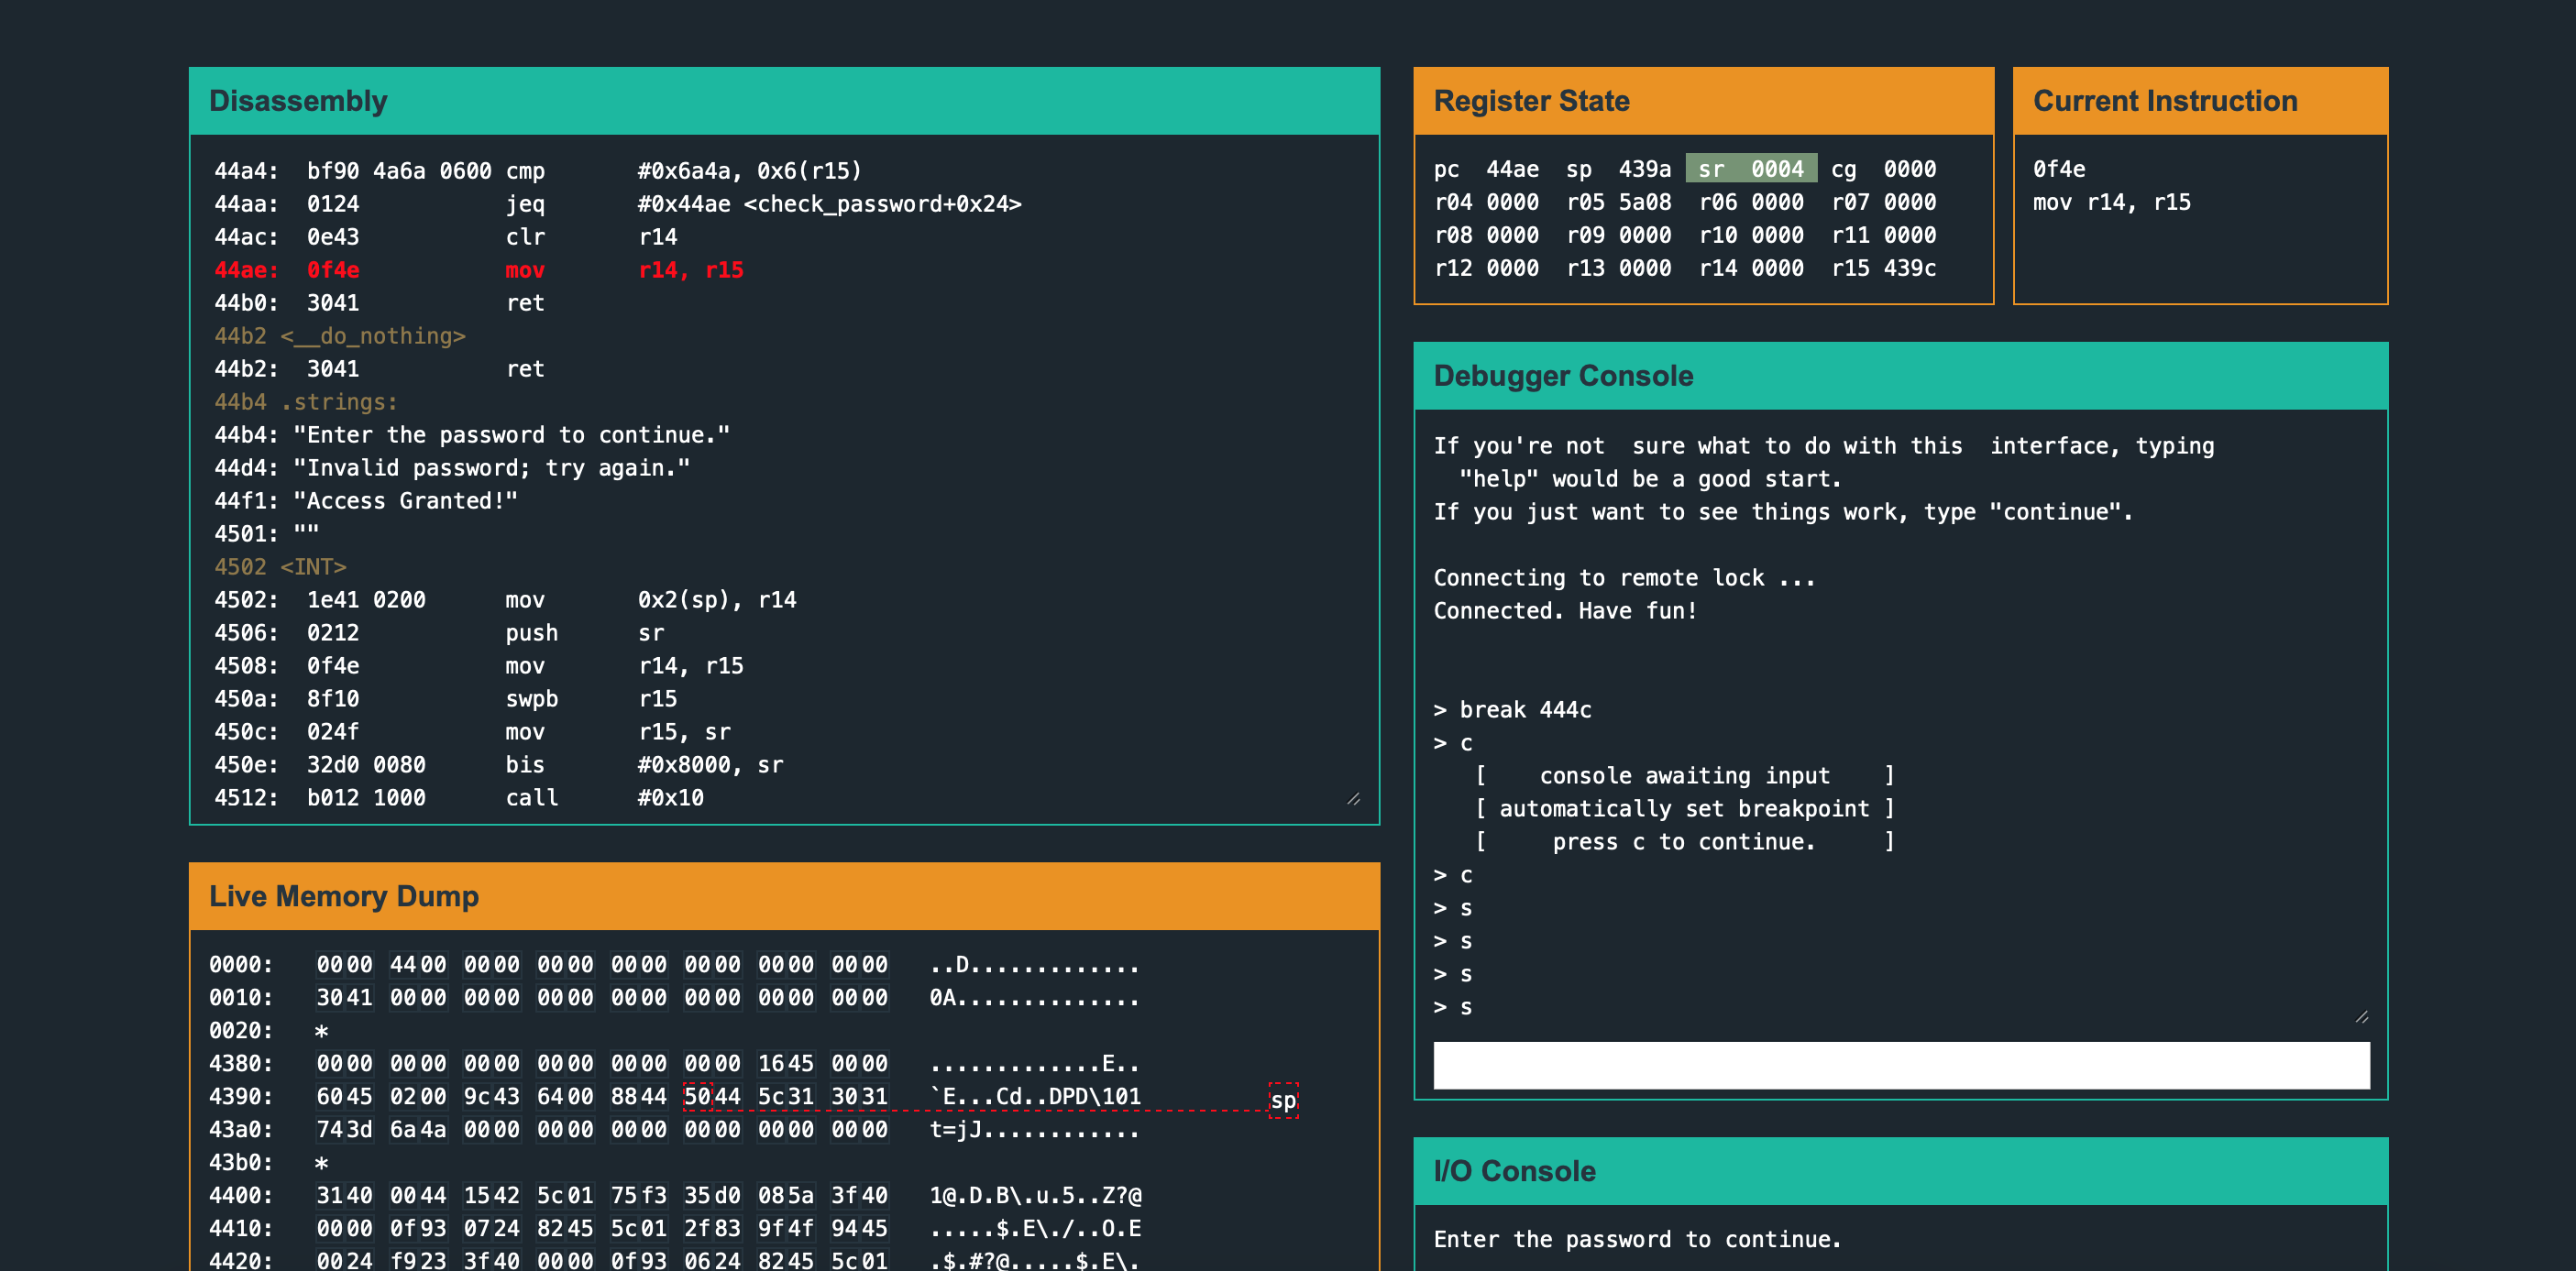 Disassembly
44a4: bf90 4a6a 0600 cmp #0x6a4a, 0x6(r15)
44aa: 0124 jeq #0x44ae <check_password+0x24>
44ac: 0e43 clr r14
44ae: 0f4e mov r14, r15
44b0: 3041 ret
44b2 <__do_nothing>
44b2: 3041 ret
44b4 .strings:
44b4: "Enter the password to continue."
44d4: "Invalid password; try again."
44f1: "Access Granted!"
4501: ""
4502 <INT>
4502: 1e41 0200 mov 0x2(sp), r14
4506: 0212 push sr
4508: 0f4e mov r14, r15
450a: 8f10 swpb r15
450c: 024f mov r15, sr
450e: 32d0 0080 bis #0x8000, sr
4512: b012 1000 call #0x10
Live Memory Dump
0000: 0000 4400 0000 0000 0000 0000 0000 0000 ..D.............
0010: 3041 0000 0000 0000 0000 0000 0000 0000 0A..............
0020: *
4380: 0000 0000 0000 0000 0000 0000 1645 0000 .............E..
4390: 6045 0200 9c43 6400 8844 5044 5c31 3031 `E...Cd..DPD\101 sp
43a0: 743d 6a4a 0000 0000 0000 0000 0000 0000 t=jJ............
43b0: *
4400: 3140 0044 1542 5c01 75f3 35d0 085a 3f40 1@.D.B\.u.5..Z?@
4410: 0000 0f93 0724 8245 5c01 2f83 9f4f 9445 .....$.E\./..O.E
4420: 0024 f923 3f40 0000 0f93 0624 8245 5c01 .$.#?@.....$.E\.
Register State
pc 44ae sp 439a sr 0004 cg 0000
r04 0000 r05 5a08 r06 0000 r07 0000
r08 0000 r09 0000 r10 0000 r11 0000
r12 0000 r13 0000 r14 0000 r15 439c
Current Instruction
0f4e
mov r14, r15
Debugger Console
If you're not sure what to do with this interface, typing
"help" would be a good start.
If you just want to see things work, type "continue".
Connecting to remote lock ...
Connected. Have fun!
> break 444c
> c
[ console awaiting input ]
[ automatically set breakpoint ]
[ press c to continue. ]
> c
> s
> s
> s
> s
I/O Console
Enter the password to continue.